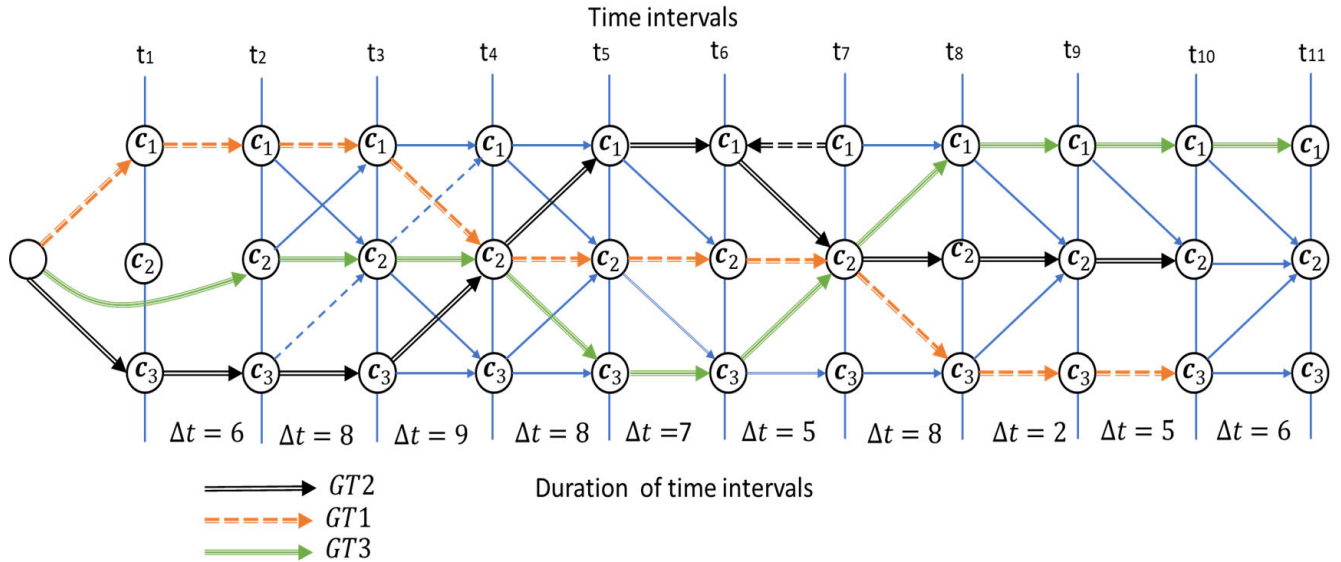 Time intervals
t1 t2 t3 t4 t5 t6 t7 t8 t9 t10 t11
c1 c1 c1 c1 c1 c1 c1 c1 c1 c1 c1
c2 c2 c2 c2 c2 c2 c2 c2 c2 c2 c2
c3 c3 c3 c3 c3 c3 c3 c3 c3 c3 c3
Δt = 6 Δt = 8 Δt = 9 Δt = 8 Δt =7 Δt = 5 Δt = 8 Δt = 2 Δt = 5 Δt = 6
GT2 Duration of time intervals
GT1
GT3